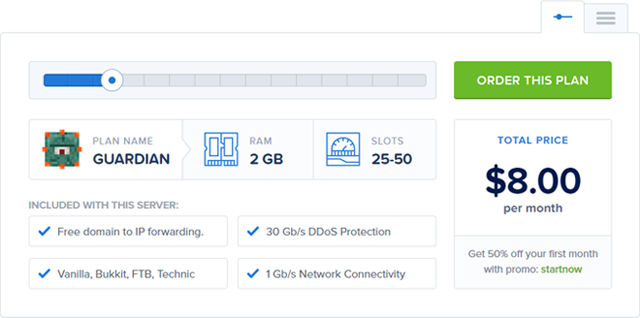 ORDER THIS PLAN
PLAN NAME
GUARDIAN
RAM
2 GB
SLOTS
25-50
TOTAL PRICE
$8.00
per month
Get 50% off your first month
with promo: startnow
INCLUDED WITH THIS SERVER:
Free domain to IP forwarding.
30 Gb/s DDoS Protection
Vanilla, Bukkit, FTB, Technic
1 Gb/s Network Connectivity